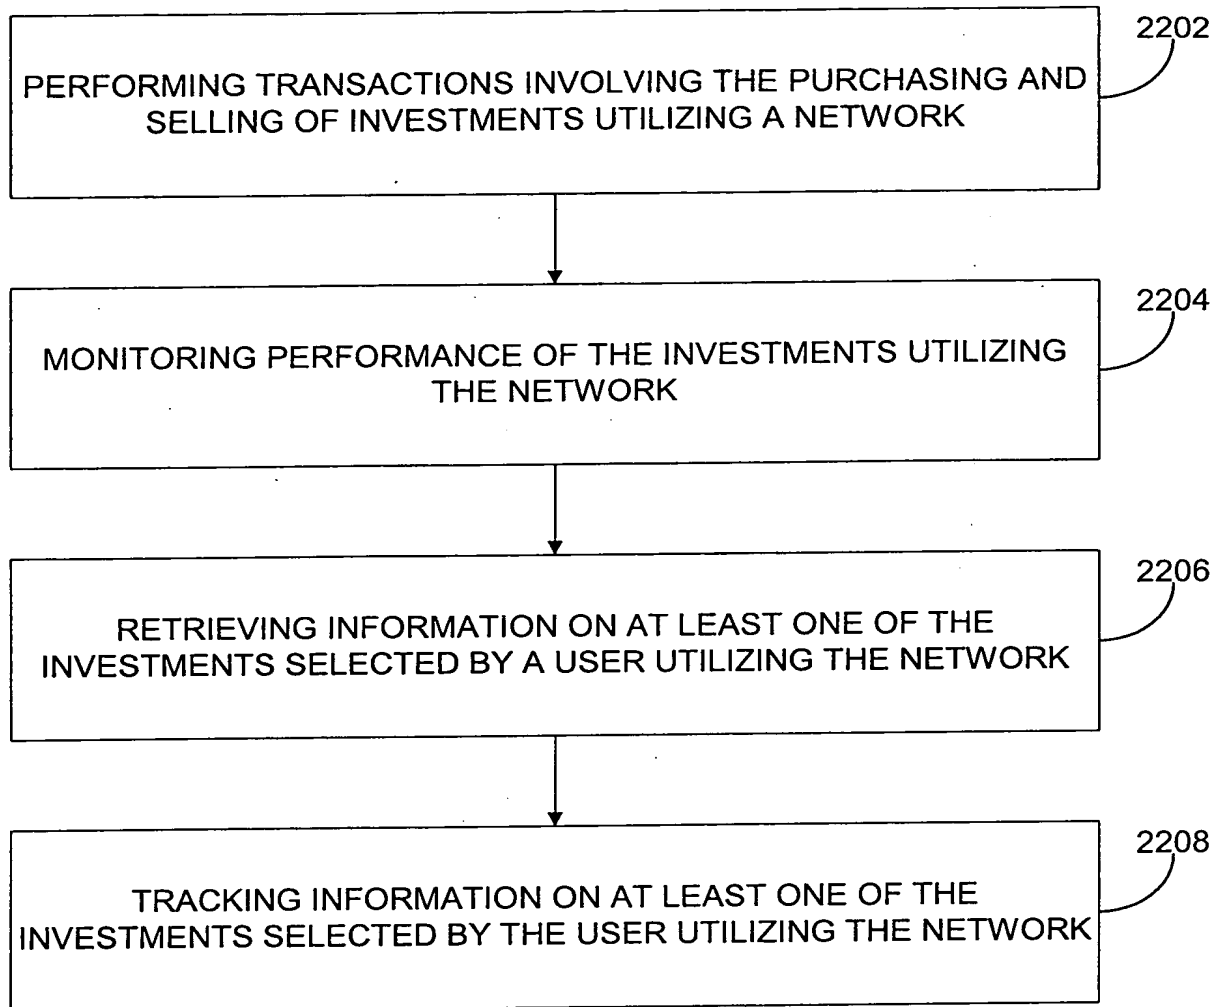 2202
PERFORMING TRANSACTIONS INVOLVING THE PURCHASING AND
SELLING OF INVESTMENTS UTILIZING A NETWORK
2204
MONITORING PERFORMANCE OF THE INVESTMENTS UTILIZING
THE NETWORK
2206
RETRIEVING INFORMATION ON AT LEAST ONE OF THE
INVESTMENTS SELECTED BY A USER UTILIZING THE NETWORK
2208
TRACKING INFORMATION ON AT LEAST ONE OF THE
INVESTMENTS SELECTED BY THE USER UTILIZING THE NETWORK